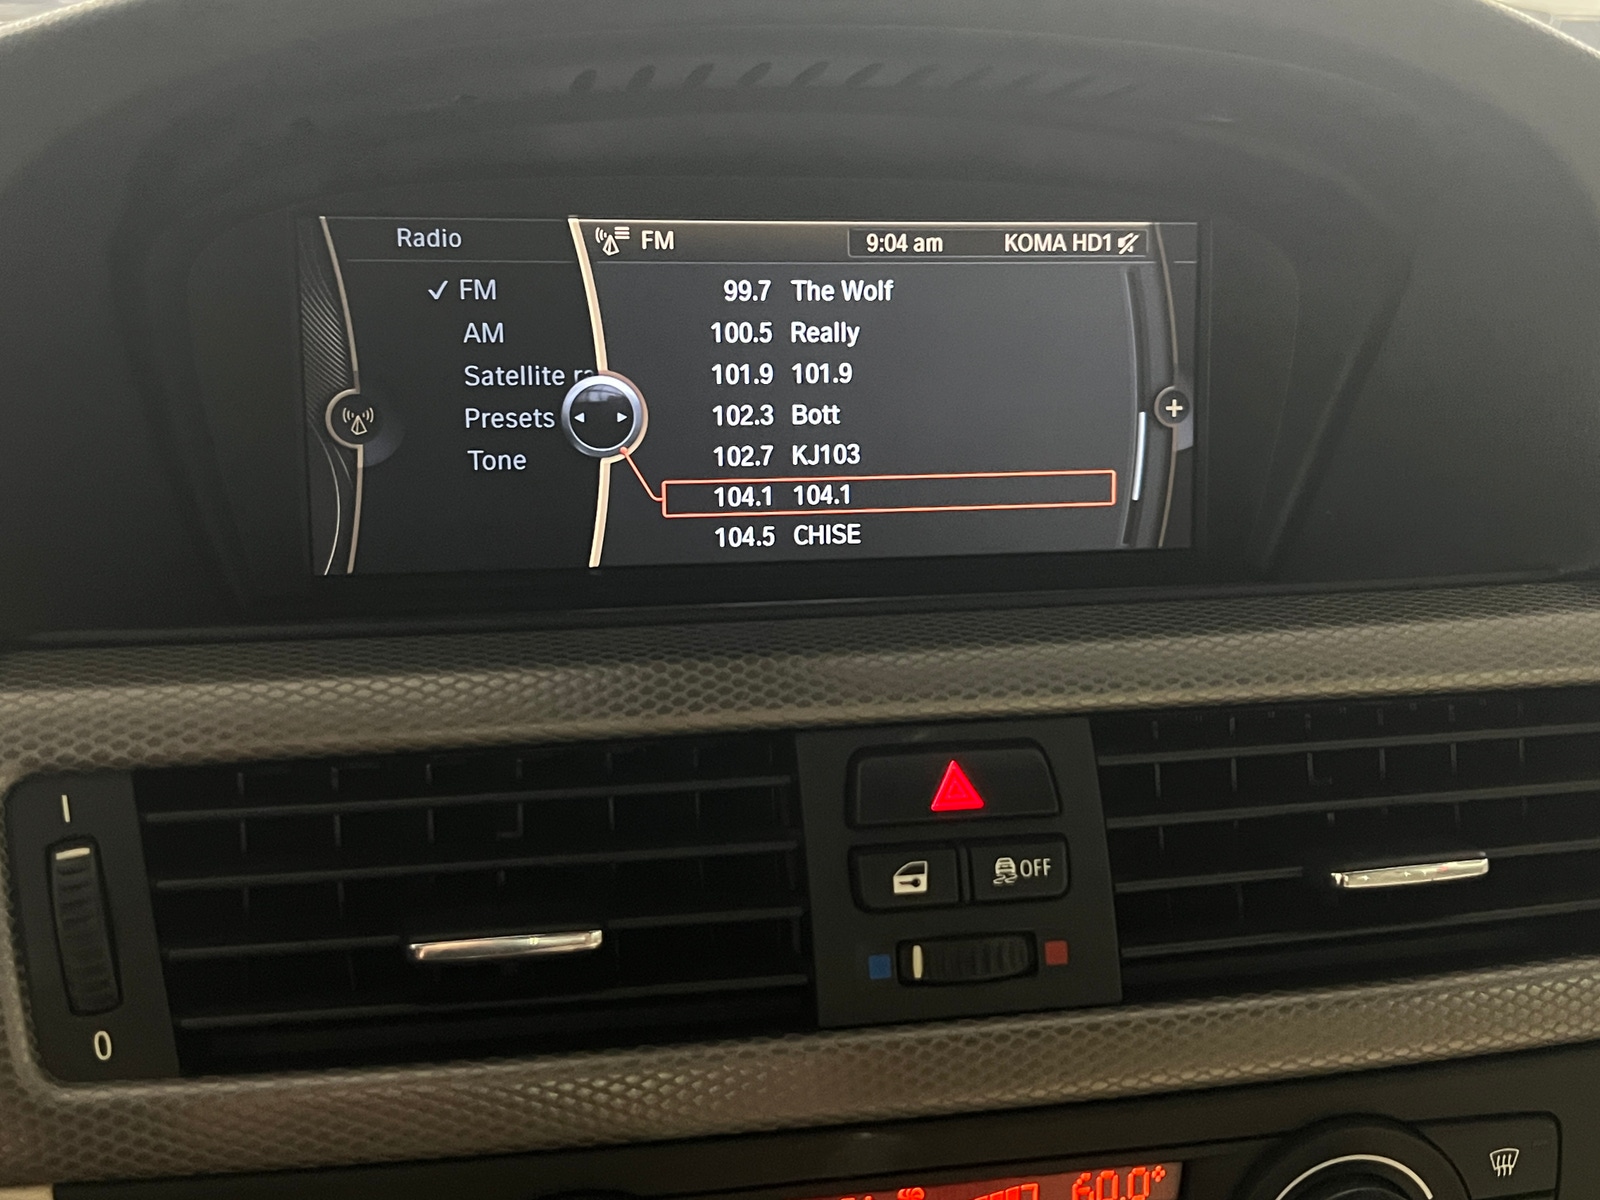 Radio
✓ FM
AM
Satellite
Presets
Tone
FM 9:04 am KOMA HD1
99.7 The Wolf
100.5 Really
101.9 101.9
102.3 Bott
102.7 KJ103
104.1 104.1
104.5 CHISE
I
OFF
0
60.0°